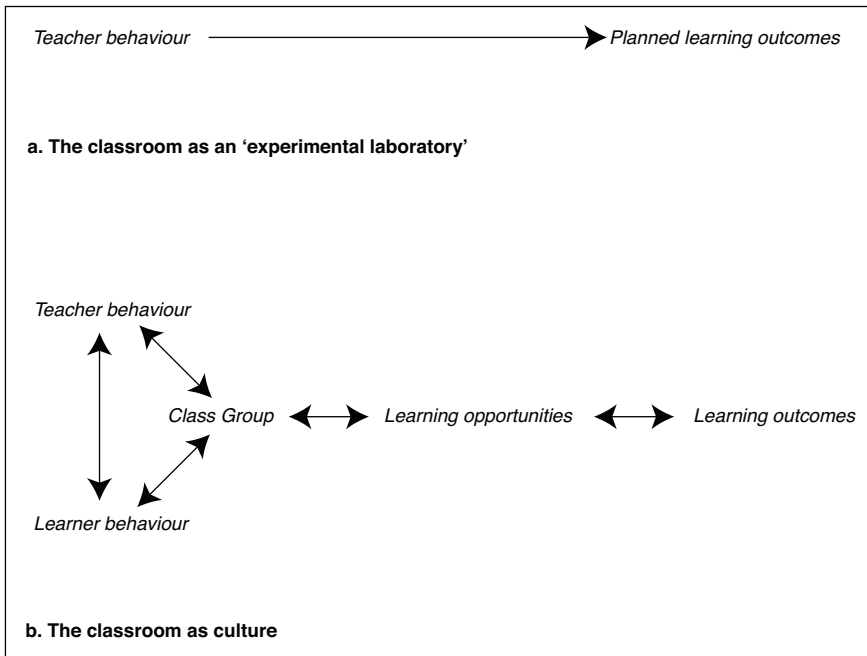 Teacher behaviour Planned learning outcomes
a. The classroom as an ‘experimental laboratory’
Teacher behaviour
Class Group Learning opportunities Learning outcomes
Learner behaviour
b. The classroom as culture